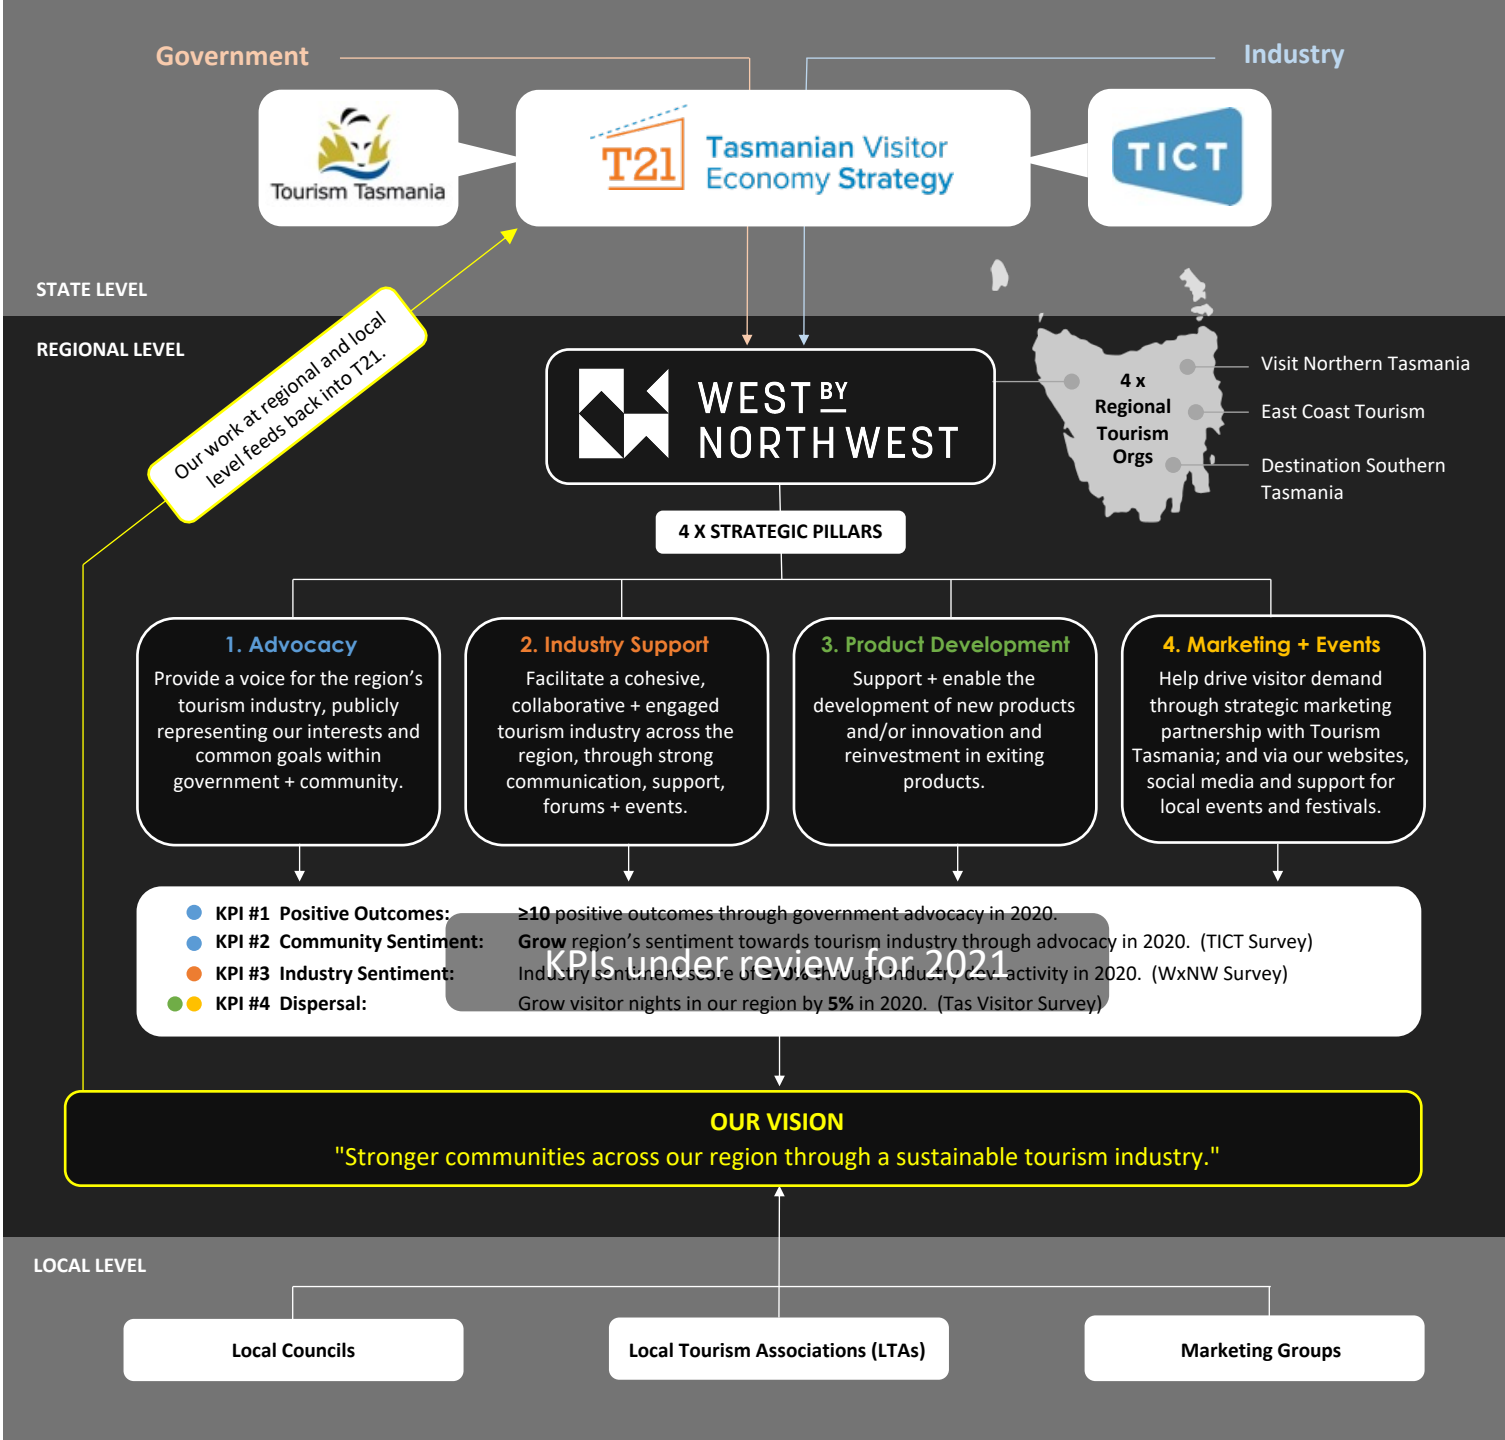 Government
Industry
Tourism Tasmania
T21
Tasmanian Visitor
Economy Strategy
TICT
STATE LEVEL
REGIONAL LEVEL
Our work at regional and local
level feeds back into T21.
WEST BY
NORTH WEST
4 x
Regional
Tourism
Orgs
Visit Northern Tasmania
East Coast Tourism
Destination Southern
Tasmania
4 X STRATEGIC PILLARS
1. Advocacy
Provide a voice for the region’s
tourism industry, publicly
representing our interests and
common goals within
government + community.
2. Industry Support
Facilitate a cohesive,
collaborative + engaged
tourism industry across the
region, through strong
communication, support,
forums + events.
3. Product Development
Support + enable the
development of new products
and/or innovation and
reinvestment in exiting
products.
4. Marketing + Events
Help drive visitor demand
through strategic marketing
partnership with Tourism
Tasmania; and via our websites,
social media and support for
local events and festivals.
KPI #1 Positive Outcomes: ≥10 positive outcomes through government advocacy in 2020.
KPI #2 Community Sentiment: Grow region’s sentiment towards tourism industry through advocacy in 2020. (TICT Survey)
KPI #3 Industry Sentiment: Industry sentiment score of ≥70% through industry dev. activity in 2020. (WxNW Survey)
KPI #4 Dispersal: Grow visitor nights in our region by 5% in 2020. (Tas Visitor Survey)
KPIs under review for 2021
OUR VISION
"Stronger communities across our region through a sustainable tourism industry."
LOCAL LEVEL
Local Councils
Local Tourism Associations (LTAs)
Marketing Groups